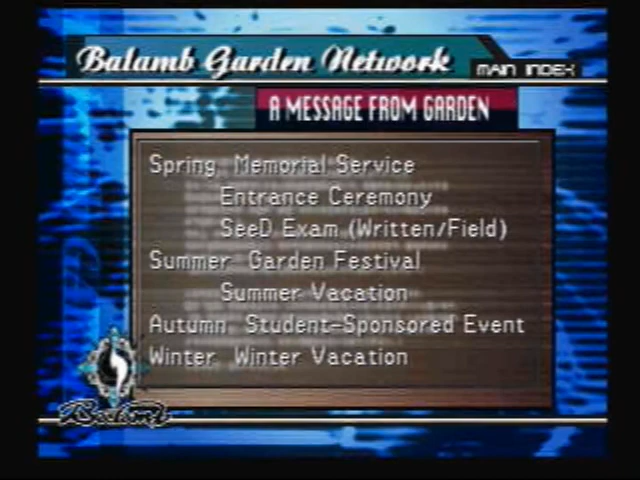 Balamb Garden Network
MAIN INDEX
A MESSAGE FROM GARDEN
Spring Memorial Service
Entrance Ceremony
SeeD Exam (Written/Field)
Summer Garden Festival
Summer Vacation
Autumn Student-Sponsored Event
Winter Winter Vacation
Balamb